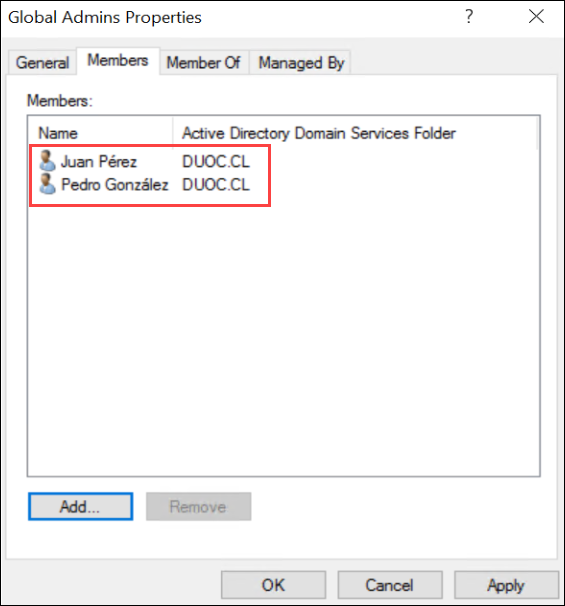 Global Admins Properties ?
General Members Member Of Managed By
Members:
Name Active Directory Domain Services Folder
Juan Pérez DUOC.CL
Pedro González DUOC.CL
Add... Remove
OK Cancel Apply